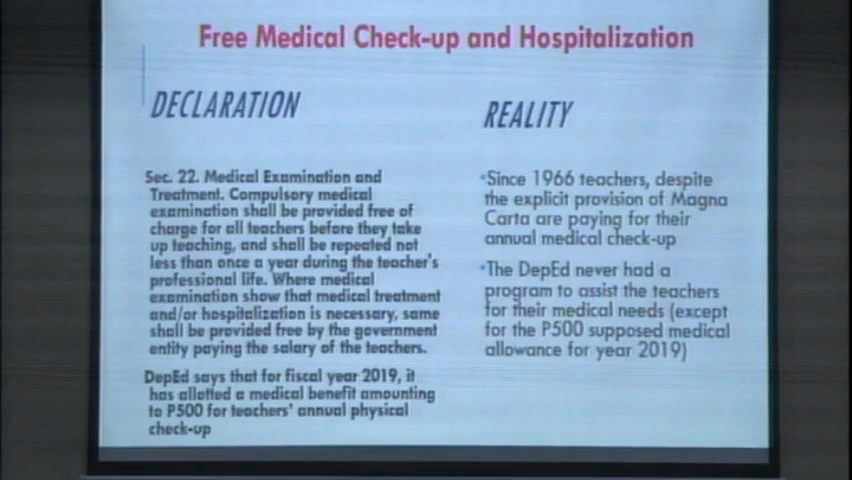 Free Medical Check-up and Hospitalization
DECLARATION
Sec. 22. Medical Examination and
Treatment. Compulsory medical
examination shall be provided free of
charge for all teachers before they take
up teaching, and shall be repeated not
less than once a year during the teacher's
professional life. Where medical
examination show that medical treatment
and/or hospitalization is necessary, same
shall be provided free by the government
entity paying the salary of the teachers.
DepEd says that for fiscal year 2019, it
has allotted a medical benefit amounting
to P500 for teachers' annual physical
check-up
REALITY
•Since 1966 teachers, despite
the explicit provision of Magna
Carta are paying for their
annual medical check-up
•The DepEd never had a
program to assist the teachers
for their medical needs (except
for the P500 supposed medical
allowance for year 2019)